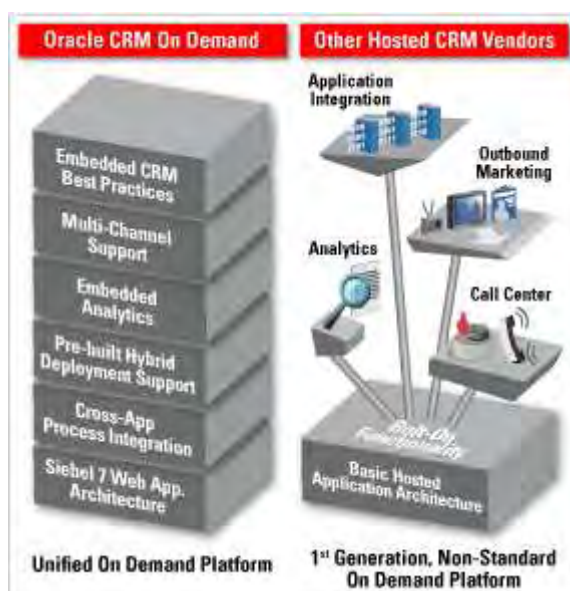 Oracle CRM On Demand
Embedded CRM
Best Practices
Multi-Channel
Support
Embedded
Analytics
Pre-built Hybrid
Deployment Support
Cross-App
Process Integration
Siebel 7 Web App.
Architecture
Unified On Demand Platform
Other Hosted CRM Vendors
Application
Integration
Outbound
Marketing
Analytics
Call Center
Bolt-On
Functionality
Basic Hosted
Application Architecture
1st Generation, Non-Standard
On Demand Platform